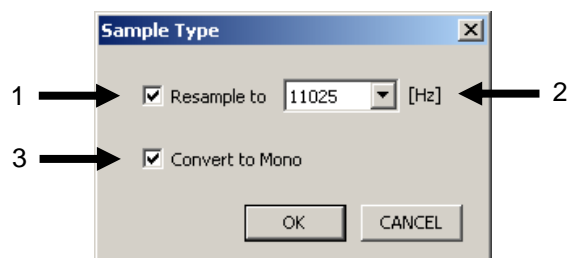 Sample Type
1 Resample to 11025 [Hz] 2
3 Convert to Mono
OK CANCEL